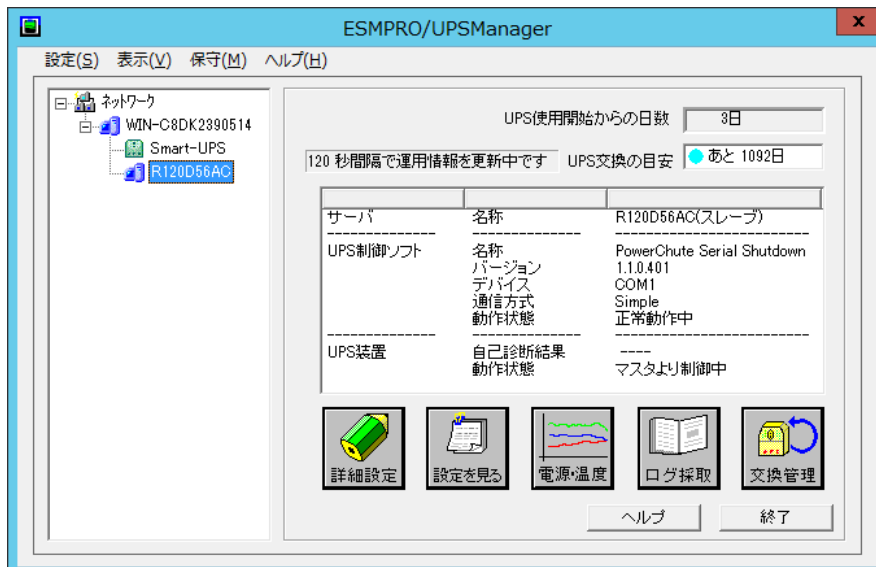 ESMPRO/UPSManager
x
設定(S) 表示(V) 保守(M) ヘルプ(H)
ネットワーク
WIN-C8DK2390514
Smart-UPS
R120D56AC
UPS使用開始からの日数 3日
120 秒間隔で運用情報を更新中です UPS交換の目安 あと 1092日
サーバ 名称 R120D56AC(スレーブ)
-------------- -------------- -------------------------
UPS制御ソフト 名称 PowerChute Serial Shutdown
バージョン 1.1.0.401
デバイス COM1
通信方式 Simple
動作状態 正常動作中
-------------- -------------- -------------------------
UPS装置 自己診断結果 ----
動作状態 マスタより制御中
詳細設定 設定を見る 電源・温度 ログ採取 交換管理
ヘルプ 終了